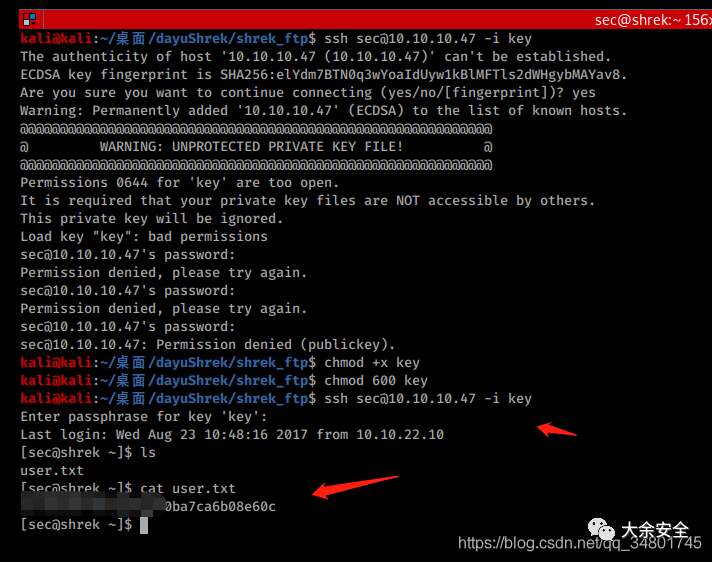 sec@shrek:~ 156x
kali@kali:~/桌面/dayuShrek/shrek_ftp$ ssh sec@10.10.10.47 -i key
The authenticity of host '10.10.10.47 (10.10.10.47)' can't be established.
ECDSA key fingerprint is SHA256:elYdm7BTN0q3wYoaIdUyw1kBlMFTls2dWHgybMAYav8.
Are you sure you want to continue connecting (yes/no/[fingerprint])? yes
Warning: Permanently added '10.10.10.47' (ECDSA) to the list of known hosts.
@@@@@@@@@@@@@@@@@@@@@@@@@@@@@@@@@@@@@@@@@@@@@@@@@@@@@@@@@@@
@         WARNING: UNPROTECTED PRIVATE KEY FILE!          @
@@@@@@@@@@@@@@@@@@@@@@@@@@@@@@@@@@@@@@@@@@@@@@@@@@@@@@@@@@@
Permissions 0644 for 'key' are too open.
It is required that your private key files are NOT accessible by others.
This private key will be ignored.
Load key "key": bad permissions
sec@10.10.10.47's password:
Permission denied, please try again.
sec@10.10.10.47's password:
Permission denied, please try again.
sec@10.10.10.47's password:
sec@10.10.10.47: Permission denied (publickey).
kali@kali:~/桌面/dayuShrek/shrek_ftp$ chmod +x key
kali@kali:~/桌面/dayuShrek/shrek_ftp$ chmod 600 key
kali@kali:~/桌面/dayuShrek/shrek_ftp$ ssh sec@10.10.10.47 -i key
Enter passphrase for key 'key':
Last login: Wed Aug 23 10:48:16 2017 from 10.10.22.10
[sec@shrek ~]$ ls
user.txt
[sec@shrek ~]$ cat user.txt
0ba7ca6b08e60c
[sec@shrek ~]$
大余安全
https://blog.csdn.net/qq_34801745